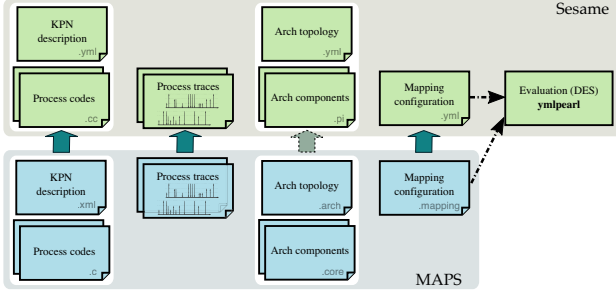 Sesame
KPN
description
.yml
Process codes
.cc
Process traces
Arch topology
.yml
Arch components
.pi
Mapping
configuration
.yml
Evaluation (DES)
ymlpearl
KPN
description
.xml
Process codes
.c
Process traces
Arch topology
.arch
Arch components
.core
Mapping
configuration
.mapping
MAPS